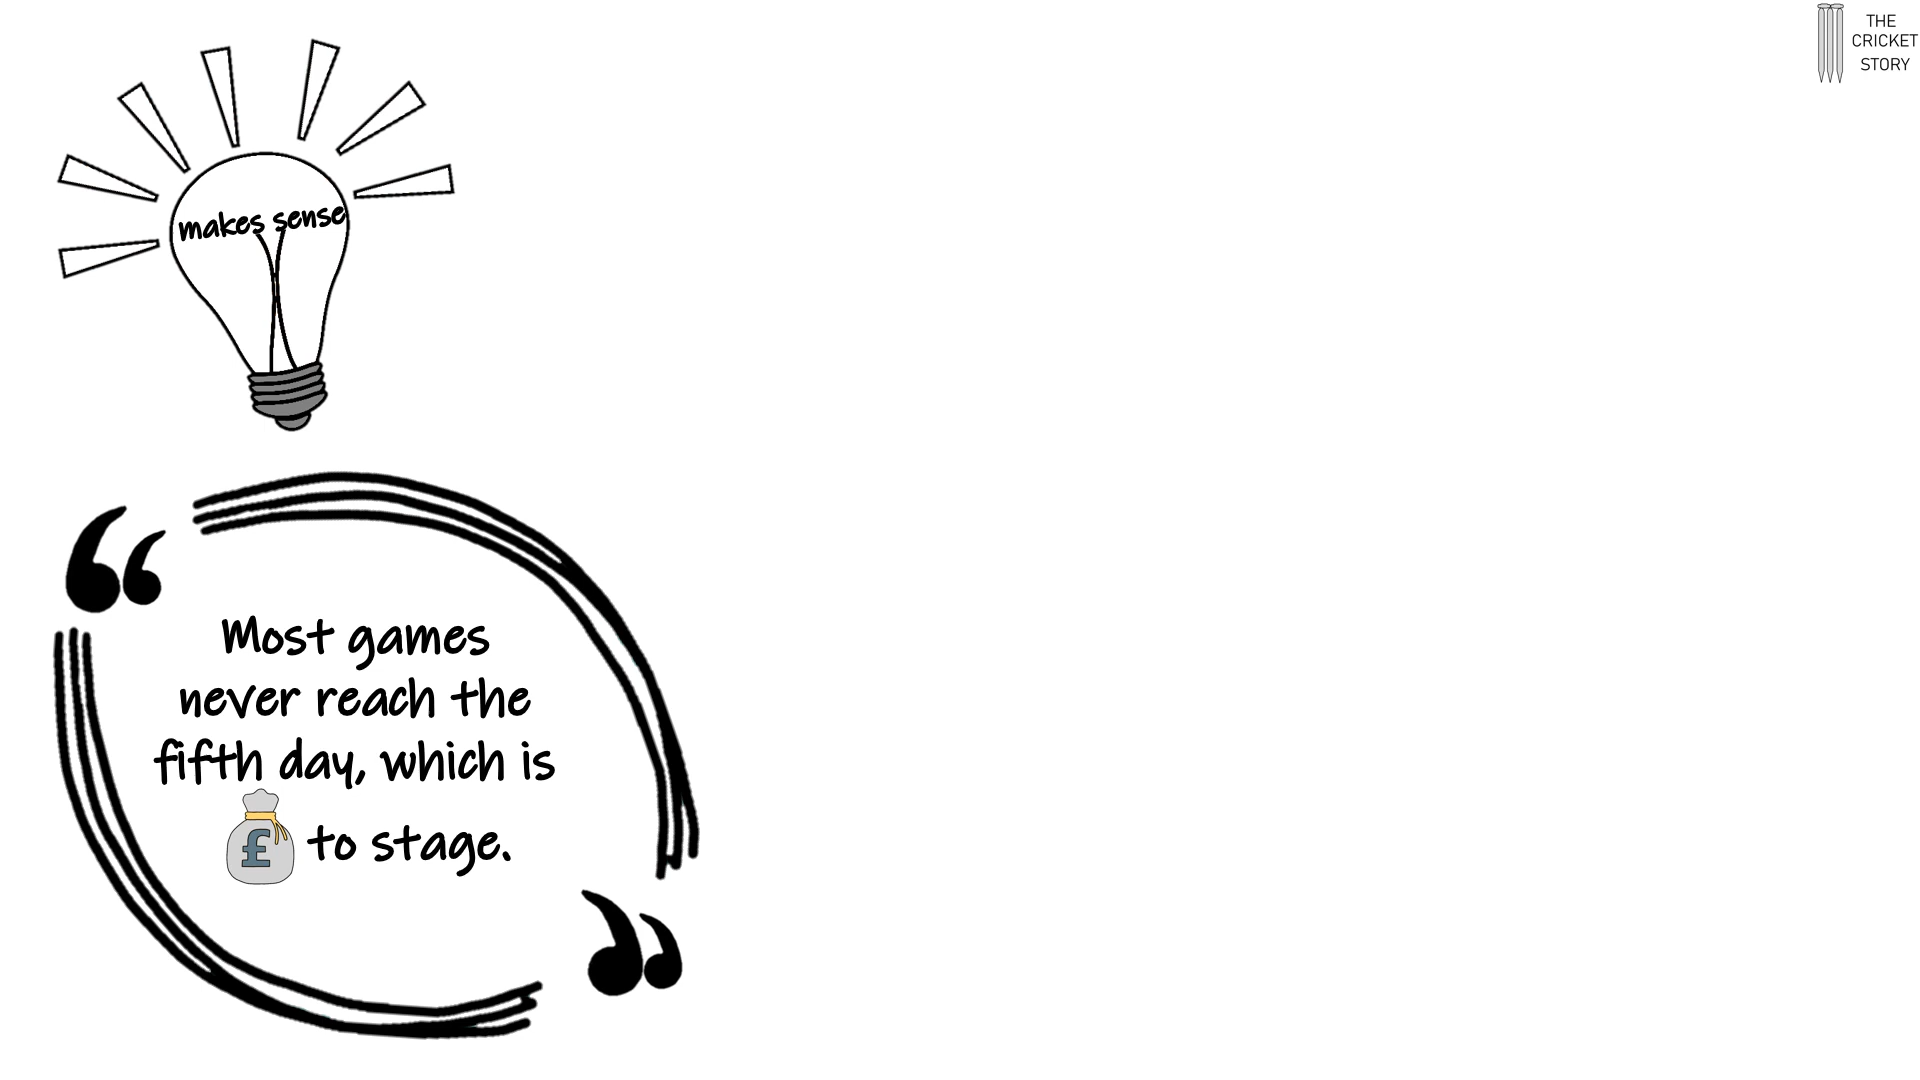 makes sense
Most games
never reach the
fifth day, which is
£ to stage.
THE
CRICKET
STORY